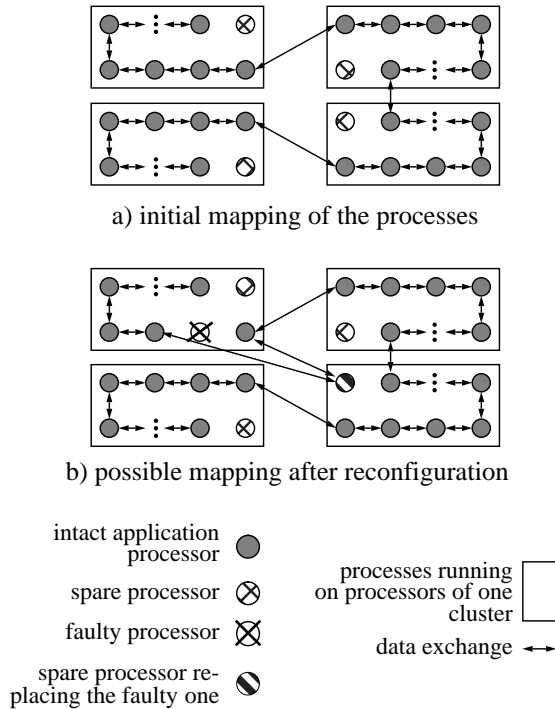 a) initial mapping of the processes
b) possible mapping after reconfiguration
intact application
processor
spare processor
faulty processor
spare processor re-
placing the faulty one
processes running
on processors of one
cluster
data exchange